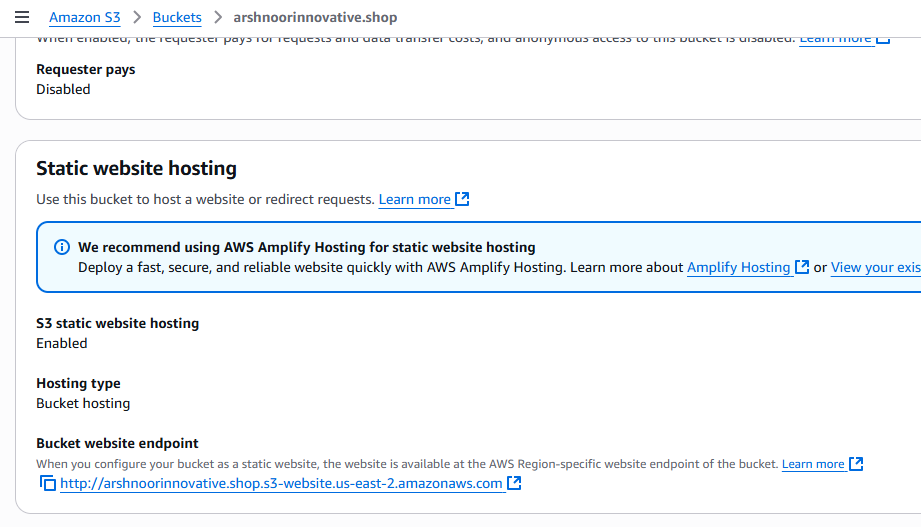 Amazon S3 > Buckets > arshnoorinnovative.shop
When enabled, the requester pays for requests and data transfer costs, and anonymous access to this bucket is disabled. Learn more
Requester pays
Disabled
Static website hosting
Use this bucket to host a website or redirect requests. Learn more
We recommend using AWS Amplify Hosting for static website hosting
Deploy a fast, secure, and reliable website quickly with AWS Amplify Hosting. Learn more about Amplify Hosting or View your exis
S3 static website hosting
Enabled
Hosting type
Bucket hosting
Bucket website endpoint
When you configure your bucket as a static website, the website is available at the AWS Region-specific website endpoint of the bucket. Learn more
http://arshnoorinnovative.shop.s3-website.us-east-2.amazonaws.com